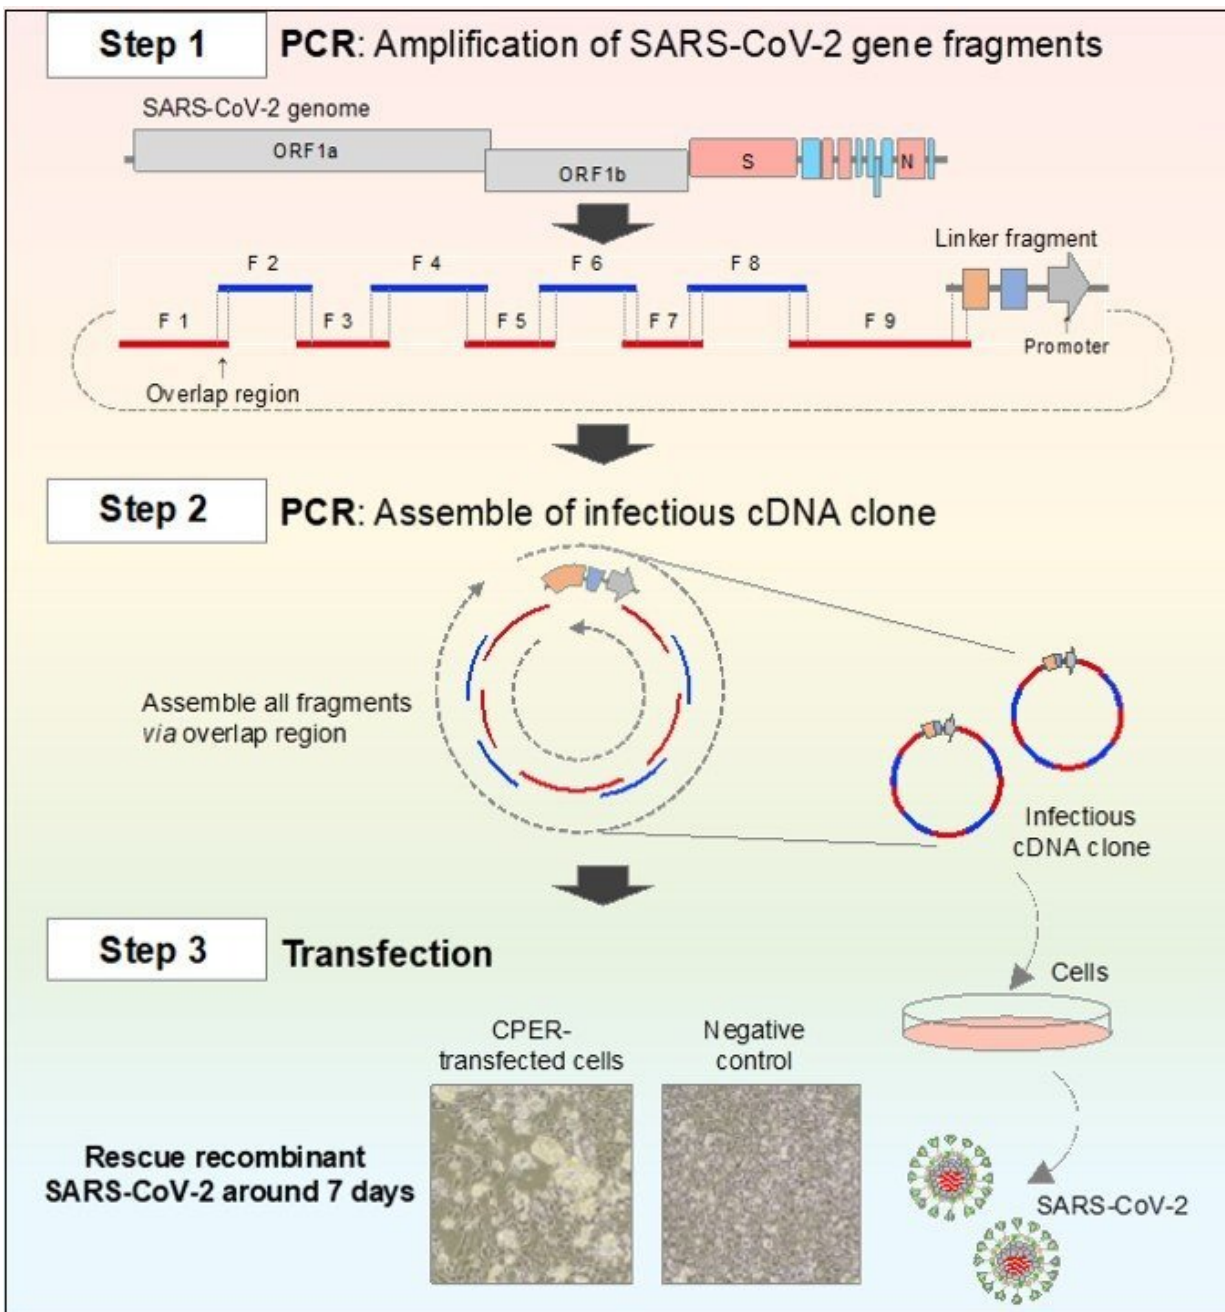 Step 1
PCR: Amplification of SARS-CoV-2 gene fragments
SARS-CoV-2 genome
ORF1a
ORF1b
S
N
Linker fragment
F 2
F 4
F 6
F 8
F 1
F 3
F 5
F 7
F 9
Promoter
Overlap region
Step 2
PCR: Assemble of infectious cDNA clone
Assemble all fragments
via overlap region
Infectious
cDNA clone
Step 3
Transfection
Cells
CPER-
transfected cells
Negative
control
Rescue recombinant
SARS-CoV-2 around 7 days
SARS-CoV-2